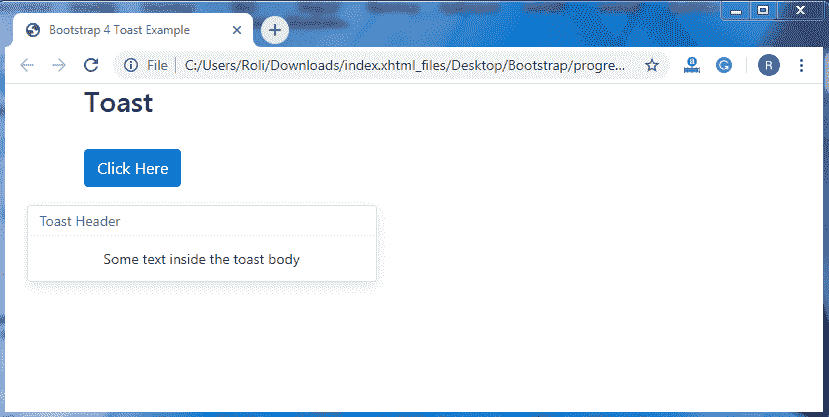 Bootstrap 4 Toast Example
File C:/Users/Roli/Downloads/index.xhtml_files/Desktop/Bootstrap/progre...
R
Toast
Click Here
Toast Header
Some text inside the toast body